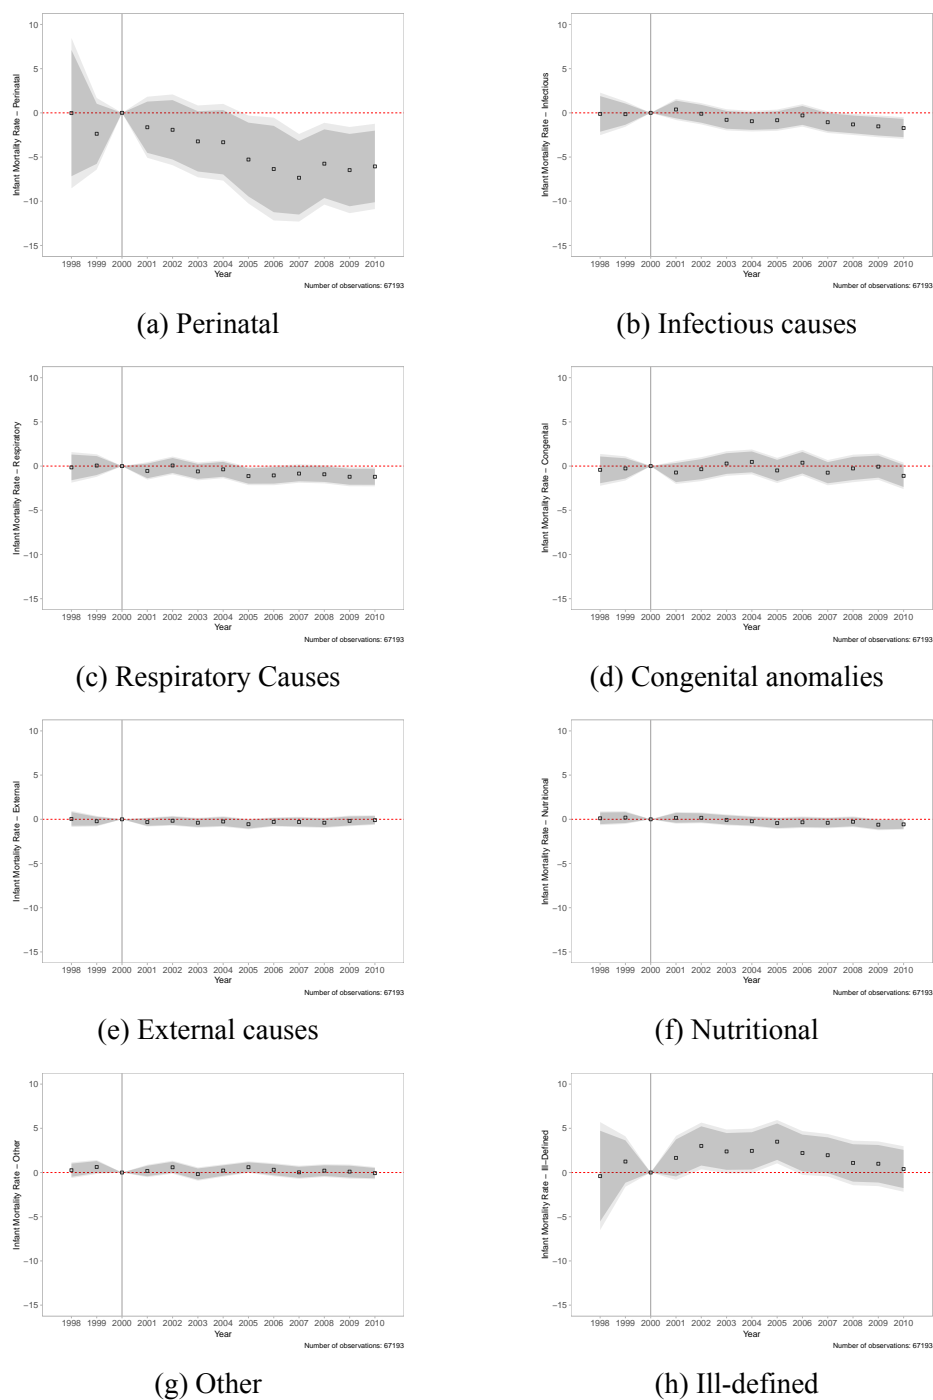 Infant Mortality Rate − Perinatal
10
5
0
−5
−10
−15
1998 1999 2000 2001 2002 2003 2004 2005 2006 2007 2008 2009 2010
Year
Number of observations: 67193
(a) Perinatal
Infant Mortality Rate − Infectious
10
5
0
−5
−10
−15
1998 1999 2000 2001 2002 2003 2004 2005 2006 2007 2008 2009 2010
Year
Number of observations: 67193
(b) Infectious causes
Infant Mortality Rate − Respiratory
10
5
0
−5
−10
−15
1998 1999 2000 2001 2002 2003 2004 2005 2006 2007 2008 2009 2010
Year
Number of observations: 67193
(c) Respiratory Causes
Infant Mortality Rate − Congenital
10
5
0
−5
−10
−15
1998 1999 2000 2001 2002 2003 2004 2005 2006 2007 2008 2009 2010
Year
Number of observations: 67193
(d) Congenital anomalies
Infant Mortality Rate − External
10
5
0
−5
−10
−15
1998 1999 2000 2001 2002 2003 2004 2005 2006 2007 2008 2009 2010
Year
Number of observations: 67193
(e) External causes
Infant Mortality Rate − Nutritional
10
5
0
−5
−10
−15
1998 1999 2000 2001 2002 2003 2004 2005 2006 2007 2008 2009 2010
Year
Number of observations: 67193
(f) Nutritional
Infant Mortality Rate − Other
10
5
0
−5
−10
−15
1998 1999 2000 2001 2002 2003 2004 2005 2006 2007 2008 2009 2010
Year
Number of observations: 67193
(g) Other
Infant Mortality Rate − Ill−Defined
10
5
0
−5
−10
−15
1998 1999 2000 2001 2002 2003 2004 2005 2006 2007 2008 2009 2010
Year
Number of observations: 67193
(h) Ill-defined